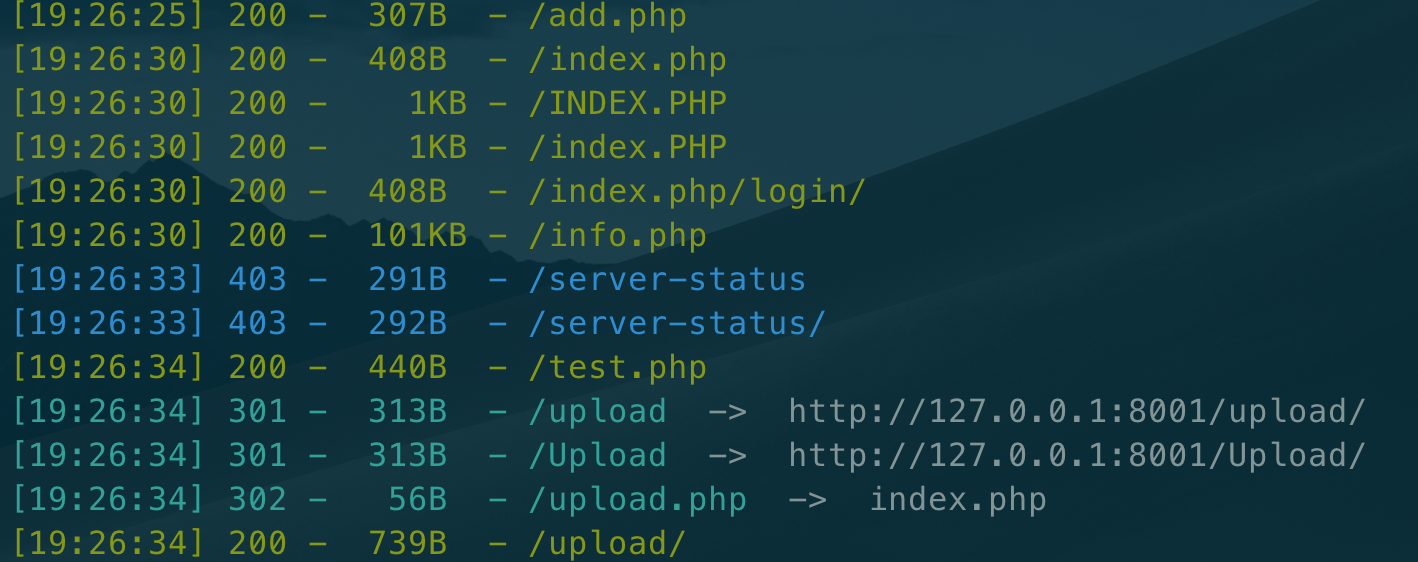 [19:26:25] 200 - 307B - /add.php
[19:26:30] 200 - 408B - /index.php
[19:26:30] 200 - 1KB - /INDEX.PHP
[19:26:30] 200 - 1KB - /index.PHP
[19:26:30] 200 - 408B - /index.php/login/
[19:26:30] 200 - 101KB - /info.php
[19:26:33] 403 - 291B - /server-status
[19:26:33] 403 - 292B - /server-status/
[19:26:34] 200 - 440B - /test.php
[19:26:34] 301 - 313B - /upload -> http://127.0.0.1:8001/upload/
[19:26:34] 301 - 313B - /Upload -> http://127.0.0.1:8001/Upload/
[19:26:34] 302 - 56B - /upload.php -> index.php
[19:26:34] 200 - 739B - /upload/